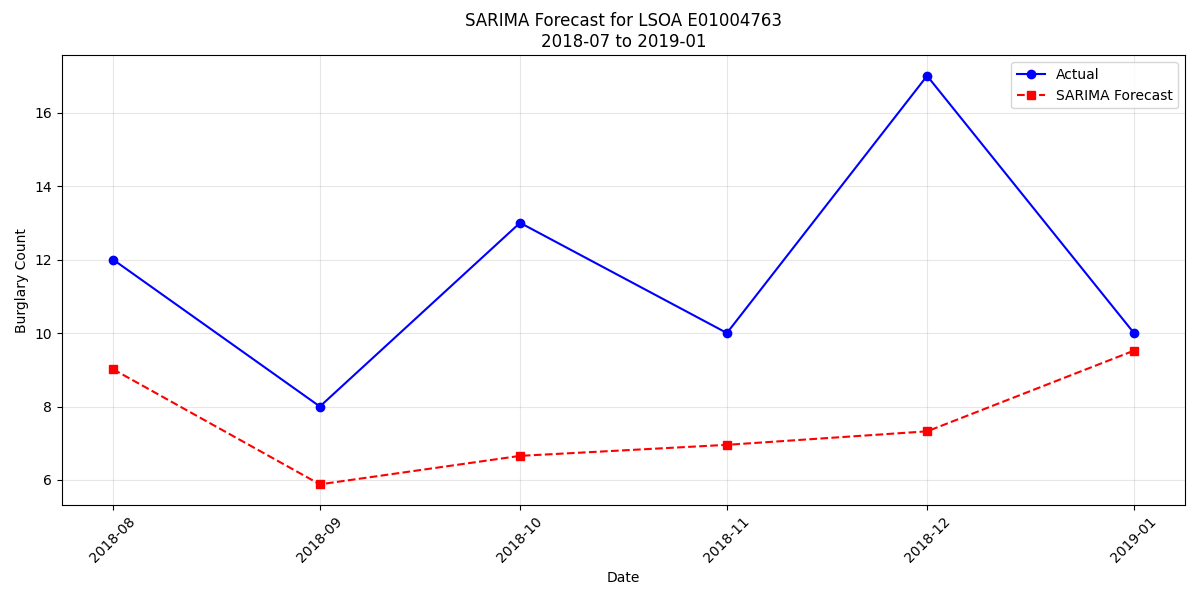 SARIMA Forecast for LSOA E01004763
2018-07 to 2019-01
Actual
SARIMA Forecast
Burglary Count
16
14
12
10
8
6
2018-08
2018-09
2018-10
2018-11
2018-12
2019-01
Date